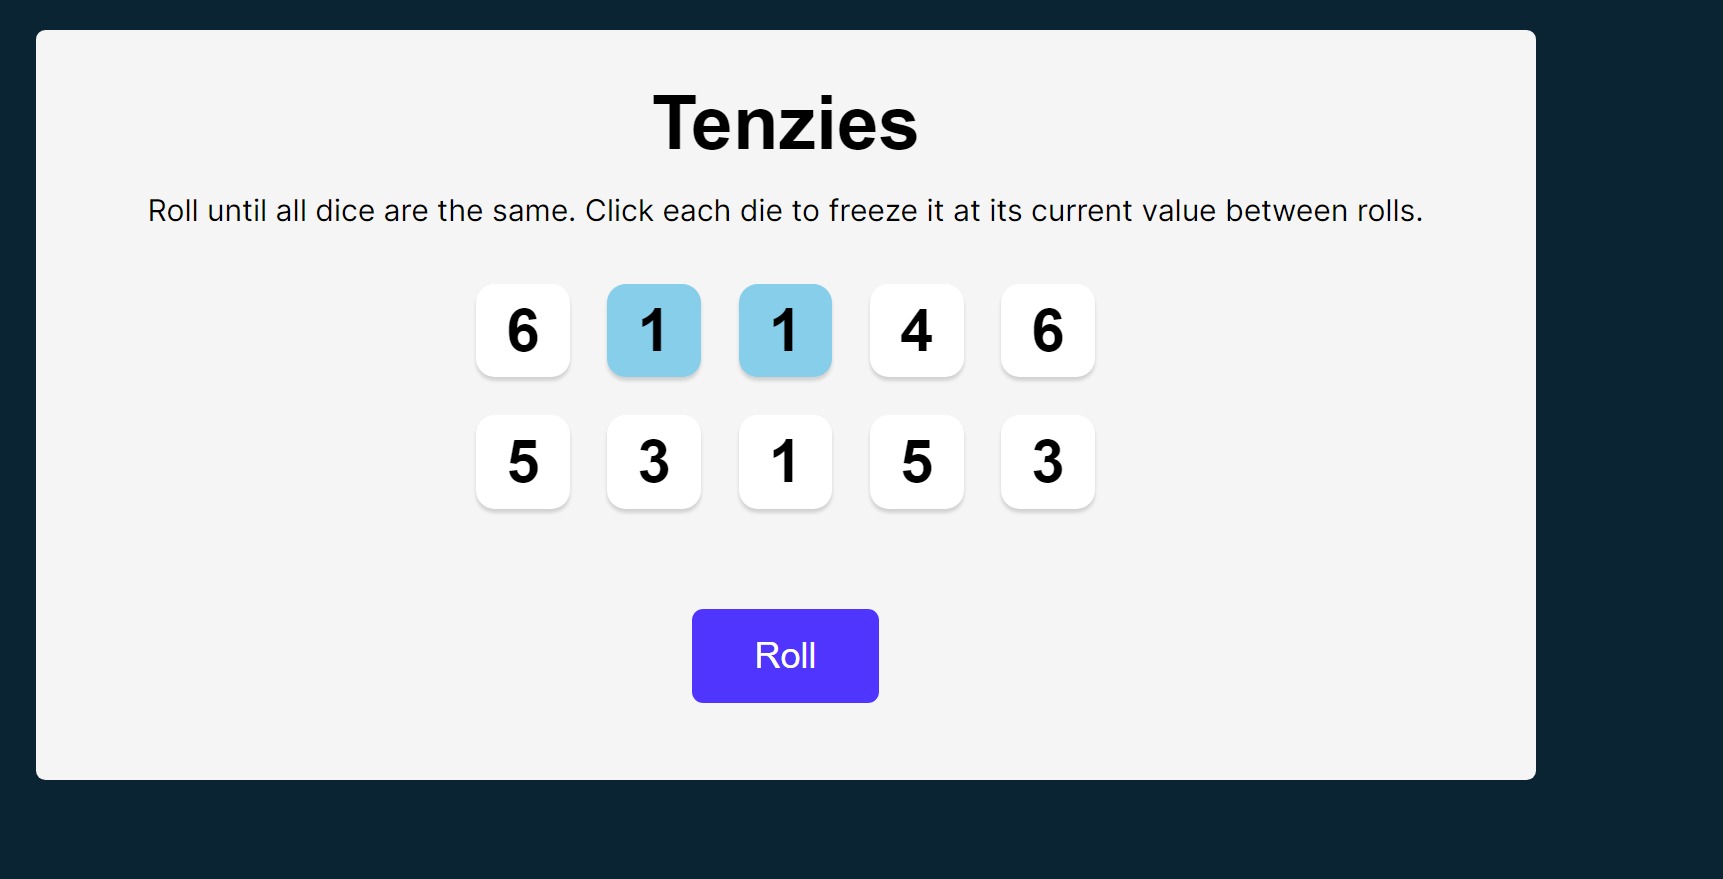 Tenzies
Roll until all dice are the same. Click each die to freeze it at its current value between rolls.
6 1 1 4 6
5 3 1 5 3
Roll